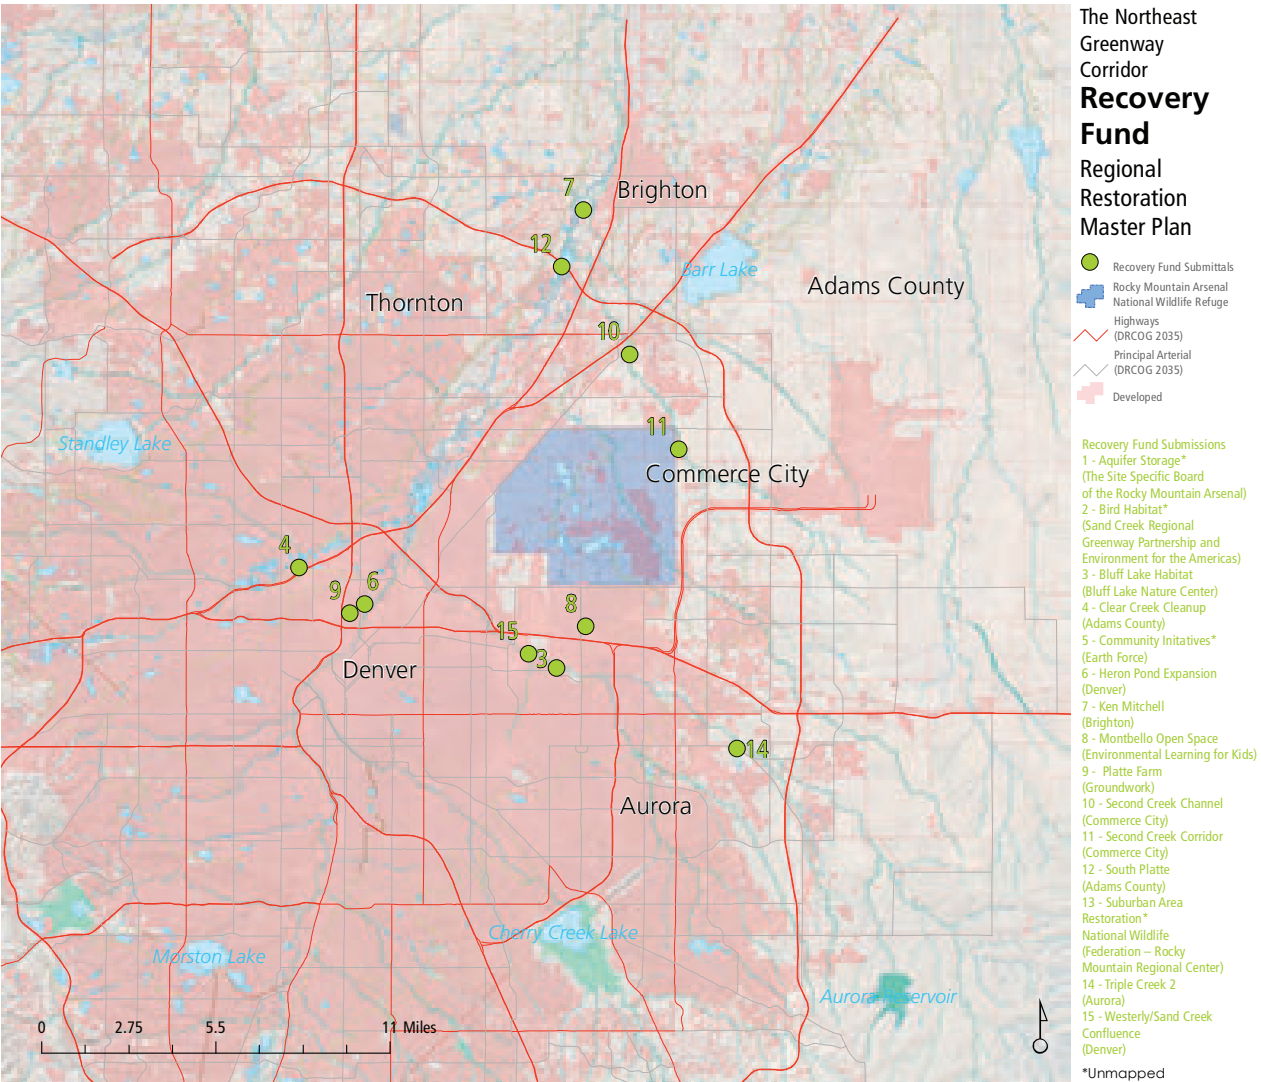 The Northeast
Greenway
Corridor
Recovery
Fund
Regional
Restoration
Master Plan
Recovery Fund Submittals
Rocky Mountain Arsenal
National Wildlife Refuge
Highways
(DRCOG 2035)
Principal Arterial
(DRCOG 2035)
Developed
Recovery Fund Submissions
1 - Aquifer Storage*
(The Site Specific Board
of the Rocky Mountain Arsenal)
2 - Bird Habitat*
(Sand Creek Regional
Greenway Partnership and
Environment for the Americas)
3 - Bluff Lake Habitat
(Bluff Lake Nature Center)
4 - Clear Creek Cleanup
(Adams County)
5 - Community Initatives*
(Earth Force)
6 - Heron Pond Expansion
(Denver)
7 - Ken Mitchell
(Brighton)
8 - Montbello Open Space
(Environmental Learning for Kids)
9 - Platte Farm
(Groundwork)
10 - Second Creek Channel
(Commerce City)
11 - Second Creek Corridor
(Commerce City)
12 - South Platte
(Adams County)
13 - Suburban Area
Restoration*
National Wildlife
(Federation – Rocky
Mountain Regional Center)
14 - Triple Creek 2
(Aurora)
15 - Westerly/Sand Creek
Confluence
(Denver)
*Unmapped
7
Brighton
12
Barr Lake
Adams County
Thornton
10
11
Standley Lake
Commerce City
4
9
6
8
15
3
Denver
14
Aurora
Cherry Creek Lake
Morston Lake
Aurora Reservoir
0
2.75
5.5
11 Miles